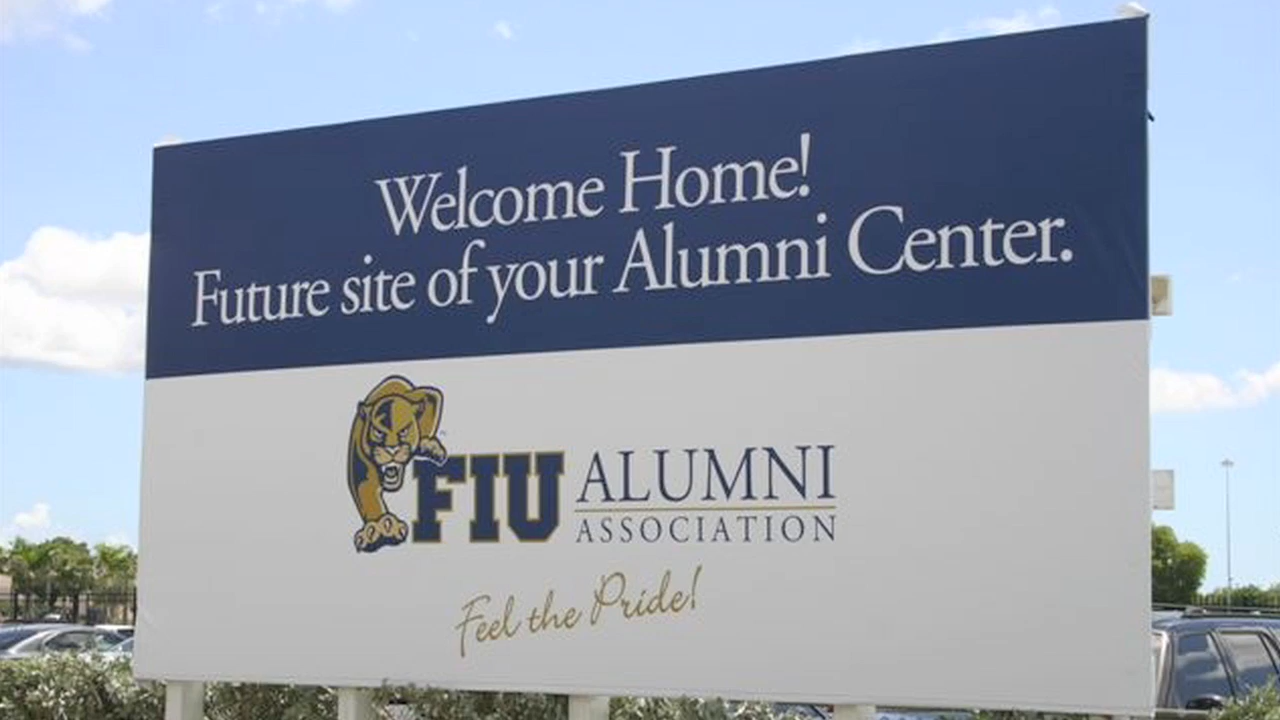 Welcome Home!
Future site of your Alumni Center.
FIU ALUMNI
ASSOCIATION
Feel the Pride!